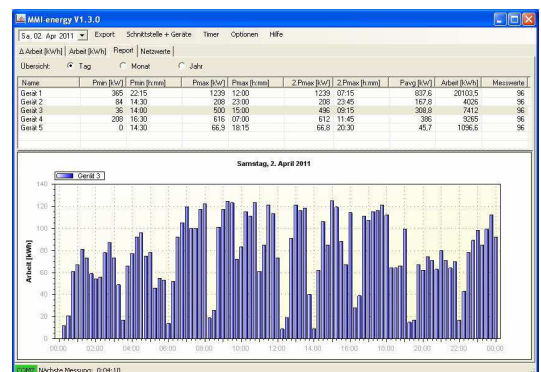 MMI-energy V1.3.0
Sa, 02. Apr 2011 Export Schnittstelle + Geräte Timer Optionen Hilfe
Δ Arbeit [kWh] Arbeit [kWh] Report Netzwerte
Übersicht: Tag Monat Jahr
Name Pmin [kW] Pmin [h:mm] Pmax [kW] Pmax [h:mm] 2.Pmax [kW] 2.Pmax [h:mm] Pavg [kW] Arbeit [kWh] Messwerte
Gerät 1 365 22:15 1239 12:00 1239 07:15 837,6 20103,5 96
Gerät 2 84 14:30 208 23:00 208 23:45 167,8 4026 96
Gerät 3 36 14:00 500 15:00 496 09:15 308,8 7412 96
Gerät 4 208 16:30 616 07:00 612 11:45 386 9265 96
Gerät 5 0 14:30 66,9 18:15 66,8 20:30 45,7 1096,6 96
Samstag, 2. April 2011
Gerät 3
Arbeit [kWh]
140
120
100
80
60
40
20
0
00:00 02:00 04:00 06:00 08:00 10:00 12:00 14:00 16:00 18:00 20:00 22:00 00:00
COM2 Nächste Messung: 0:04:10